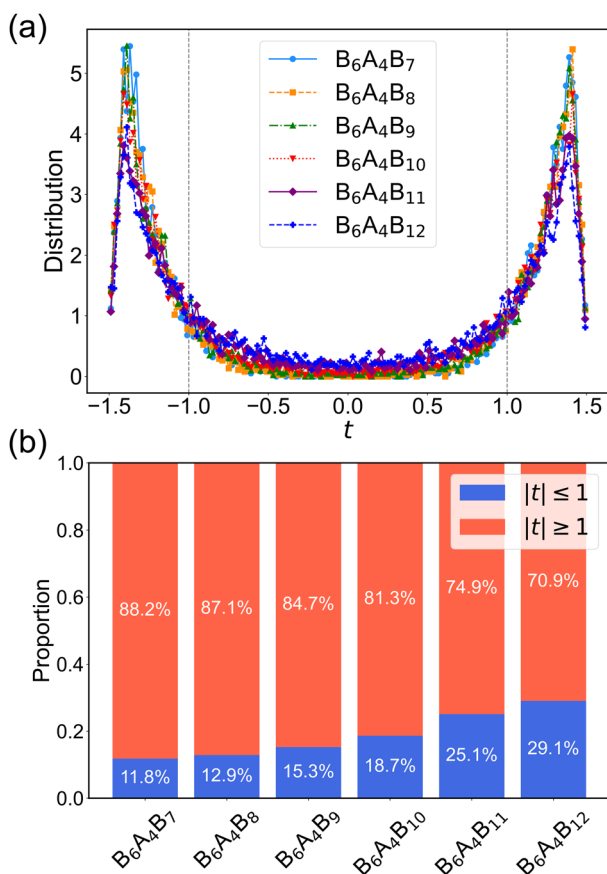 (a)
Distribution
5
4
3
2
1
0
B₆A₄B₇
B₆A₄B₈
B₆A₄B₉
B₆A₄B₁₀
B₆A₄B₁₁
B₆A₄B₁₂
−1.5 −1.0 −0.5 0.0 0.5 1.0 1.5
t
(b)
Proportion
1.0
0.8
0.6
0.4
0.2
0.0
|t| ≤ 1
|t| ≥ 1
88.2% 87.1% 84.7% 81.3% 74.9% 70.9%
11.8% 12.9% 15.3% 18.7% 25.1% 29.1%
B₆A₄B₇ B₆A₄B₈ B₆A₄B₉ B₆A₄B₁₀ B₆A₄B₁₁ B₆A₄B₁₂